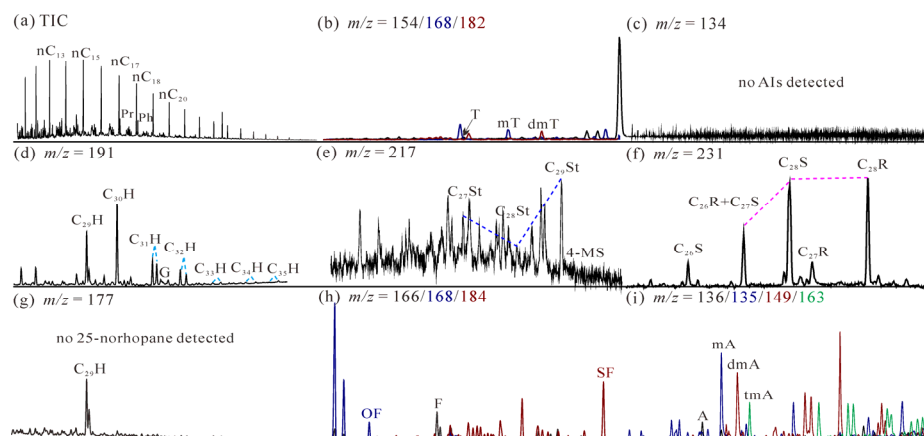 (a) TIC
nC13
nC15
nC17
nC18
nC20
Pr
Ph
(b) m/z = 154/168/182
T
mT
dmT
(c) m/z = 134
no AIs detected
(d) m/z = 191
C29H
C30H
C31H
G
C32H
C33H
C34H
C35H
(e) m/z = 217
C27St
C28St
C29St
4-MS
(f) m/z = 231
C26S
C26R+C27S
C28S
C27R
C28R
(g) m/z = 177
no 25-norhopane detected
C29H
(h) m/z = 166/168/184
OF
F
SF
(i) m/z = 136/135/149/163
A
mA
dmA
tmA